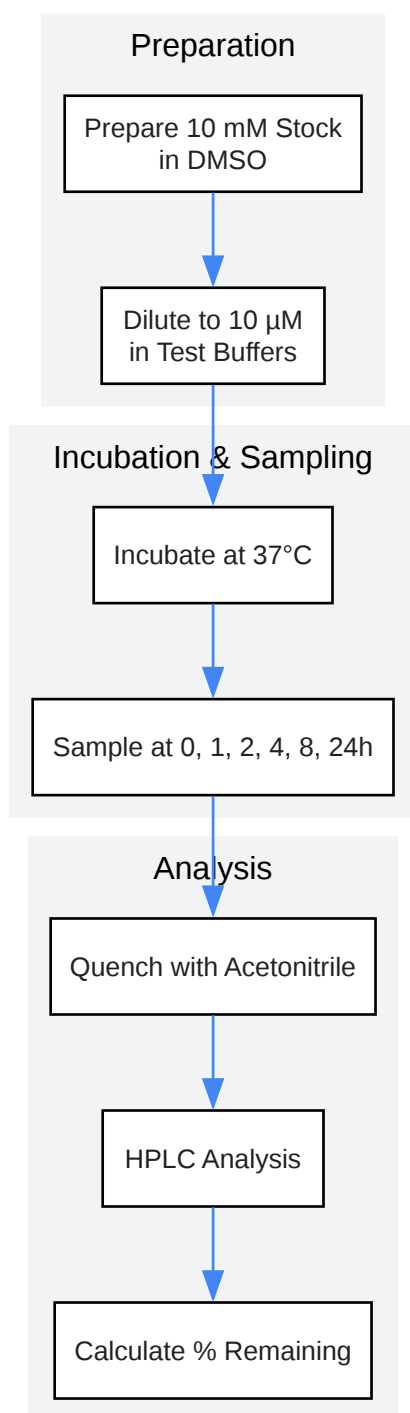 Preparation
Prepare 10 mM Stock
in DMSO
Dilute to 10 µM
in Test Buffers
Incubation & Sampling
Incubate at 37°C
Sample at 0, 1, 2, 4, 8, 24h
Analysis
Quench with Acetonitrile
HPLC Analysis
Calculate % Remaining